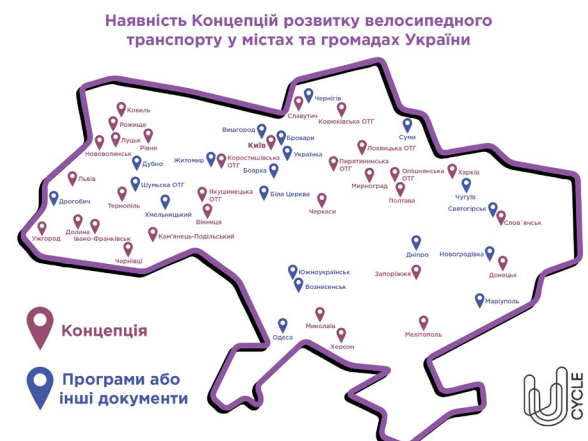 Наявність Концепцій розвитку велосипедного
транспорту у містах та громадах України
Чернігів
Славутич
Корюківська ОТГ
Ковель
Рожище
Луцьк
Рівне
Нововолинськ
Вишгород
Київ
Бровари
Українка
Суми
Лохвицька ОТГ
Дубно
Житомир
Коростишівська
ОТГ
Боярка
Пирятинська
ОТГ
Опішнянська
ОТГ
Харків
Львів
Шумська ОТГ
Миргород
Чугуїв
Дрогобич
Тернопіль
Хмельницький
Якушинецька
ОТГ
Біла Церква
Черкаси
Полтава
Святогірськ
Слов`янськ
Вінниця
Ужгород
Долина
Івано-Франківськ
Кам'янець-Подільський
Чернівці
Дніпро
Новогродівка
Донецьк
Запоріжже
Южноукраїнськ
Вознесенськ
Маріуполь
Миколаїв
Одеса
Херсон
Мелітополь
Концепція
Програми або
інші документи
U
CYCLE